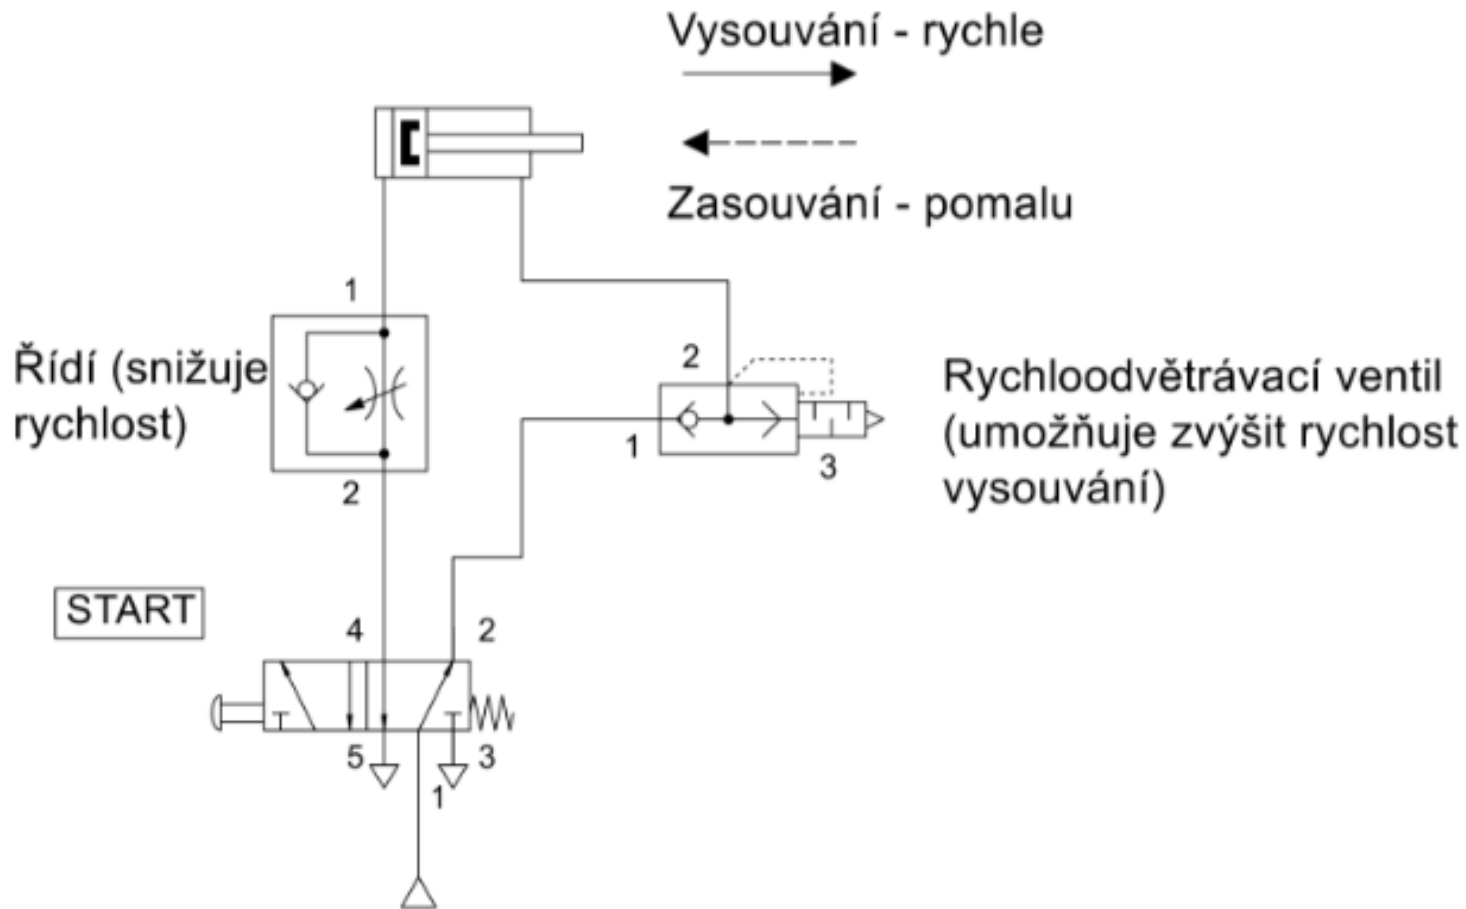 Vysouvání - rychle
Zasouvání - pomalu
1
Řídí (snižuje
rychlost)
2
2
1
3
Rychloodvětrávací ventil
(umožňuje zvýšit rychlost
vysouvání)
START
4
2
5
3
1